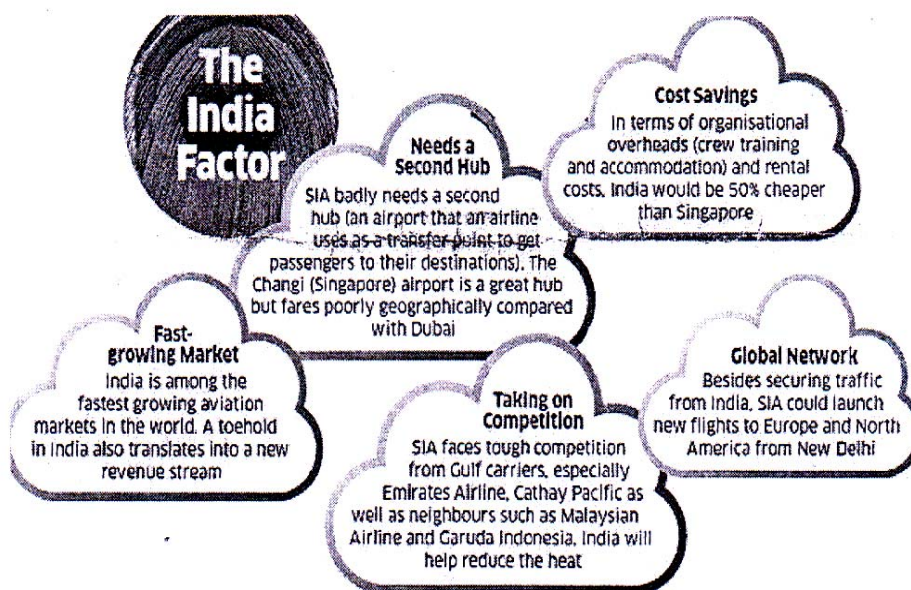 The
India
Factor
Needs a
Second Hub
SIA badly needs a second
hub (an airport that an airline
uses as a transfer point to get
passengers to their destinations). The
Changi (Singapore) airport is a great hub
but fares poorly geographically compared
with Dubai
Cost Savings
In terms of organisational
overheads (crew training
and accommodation) and rental
costs, India would be 50% cheaper
than Singapore
Fast-
growing Market
India is among the
fastest growing aviation
markets in the world. A toehold
in India also translates into a new
revenue stream
Taking on
Competition
SIA faces tough competition
from Gulf carriers, especially
Emirates Airline, Cathay Pacific as
well as neighbours such as Malaysian
Airline and Garuda Indonesia. India will
help reduce the heat
Global Network
Besides securing traffic
from India, SIA could launch
new flights to Europe and North
America from New Delhi